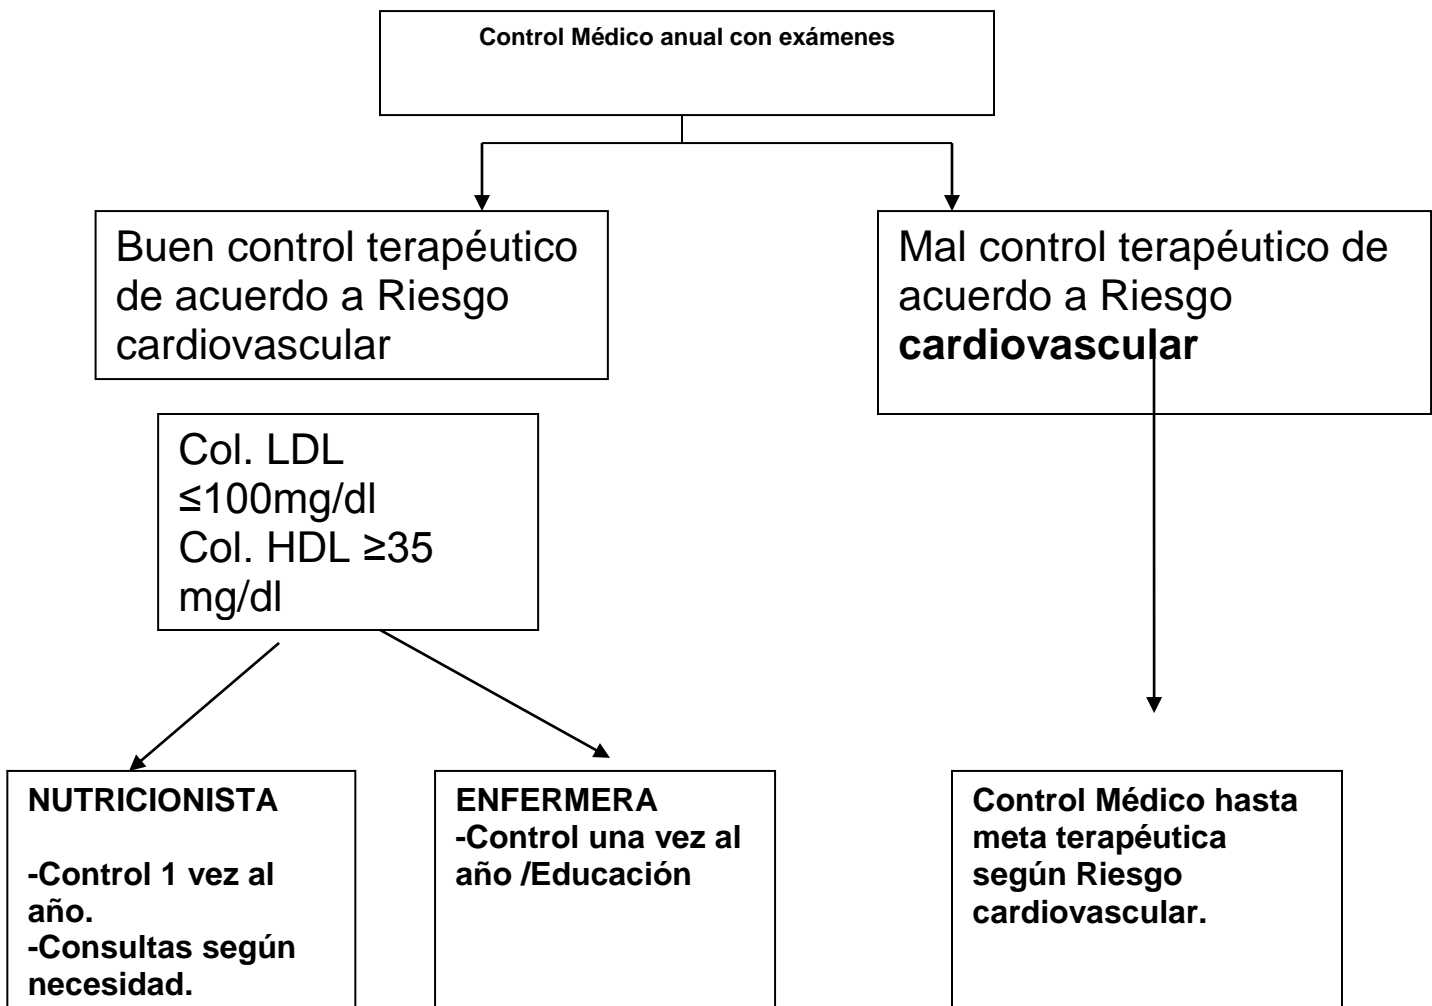 Control Médico anual con exámenes
Buen control terapéutico
de acuerdo a Riesgo
cardiovascular
Mal control terapéutico de
acuerdo a Riesgo
cardiovascular
Col. LDL
≤100mg/dl
Col. HDL ≥35
mg/dl
NUTRICIONISTA
-Control 1 vez al
año.
-Consultas según
necesidad.
ENFERMERA
-Control una vez al
año /Educación
Control Médico hasta
meta terapéutica
según Riesgo
cardiovascular.